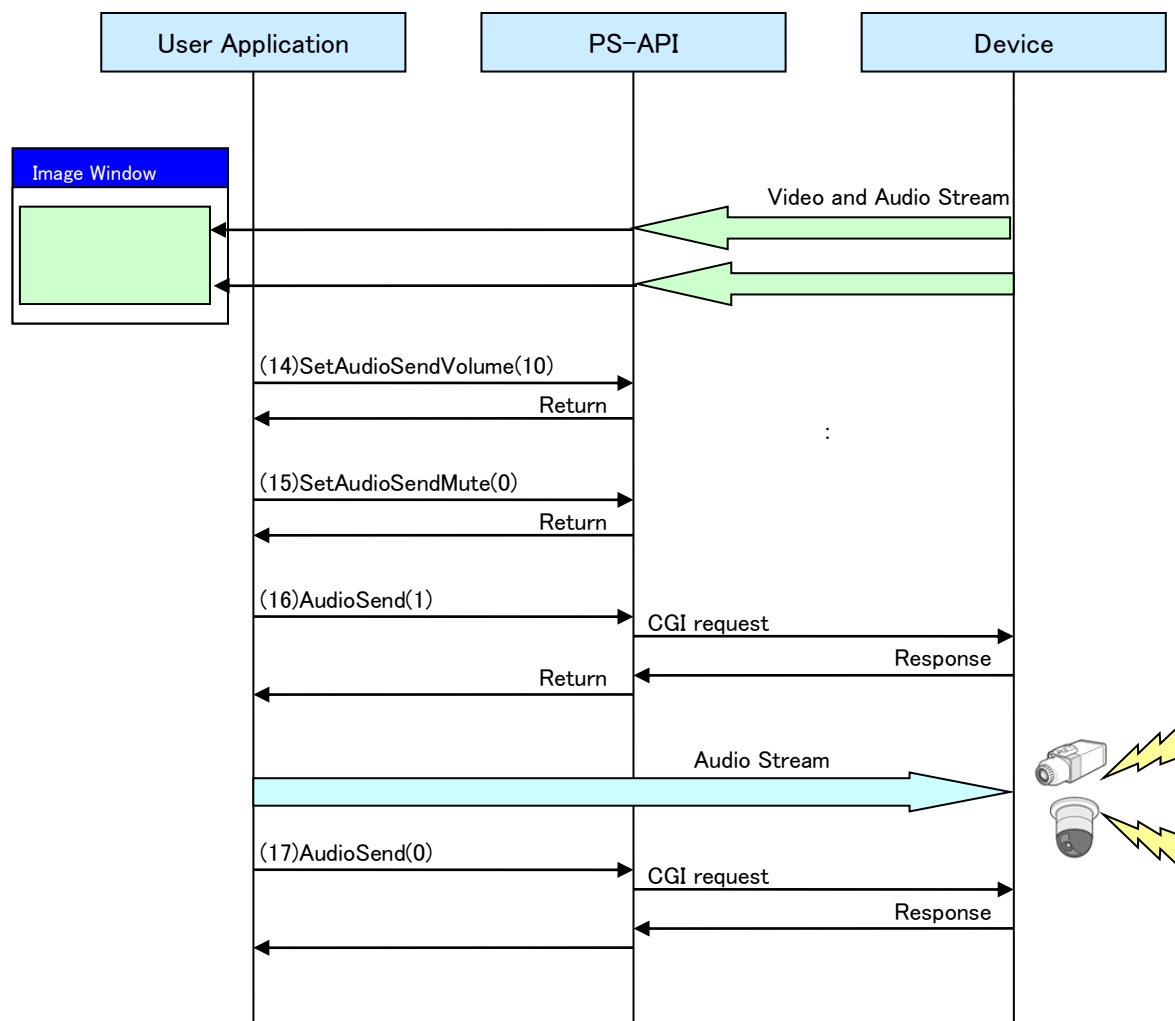 User Application
PS-API
Device
Image Window
Video and Audio Stream
(14)SetAudioSendVolume(10)
Return
:
(15)SetAudioSendMute(0)
Return
(16)AudioSend(1)
CGI request
Response
Return
Audio Stream
(17)AudioSend(0)
CGI request
Response